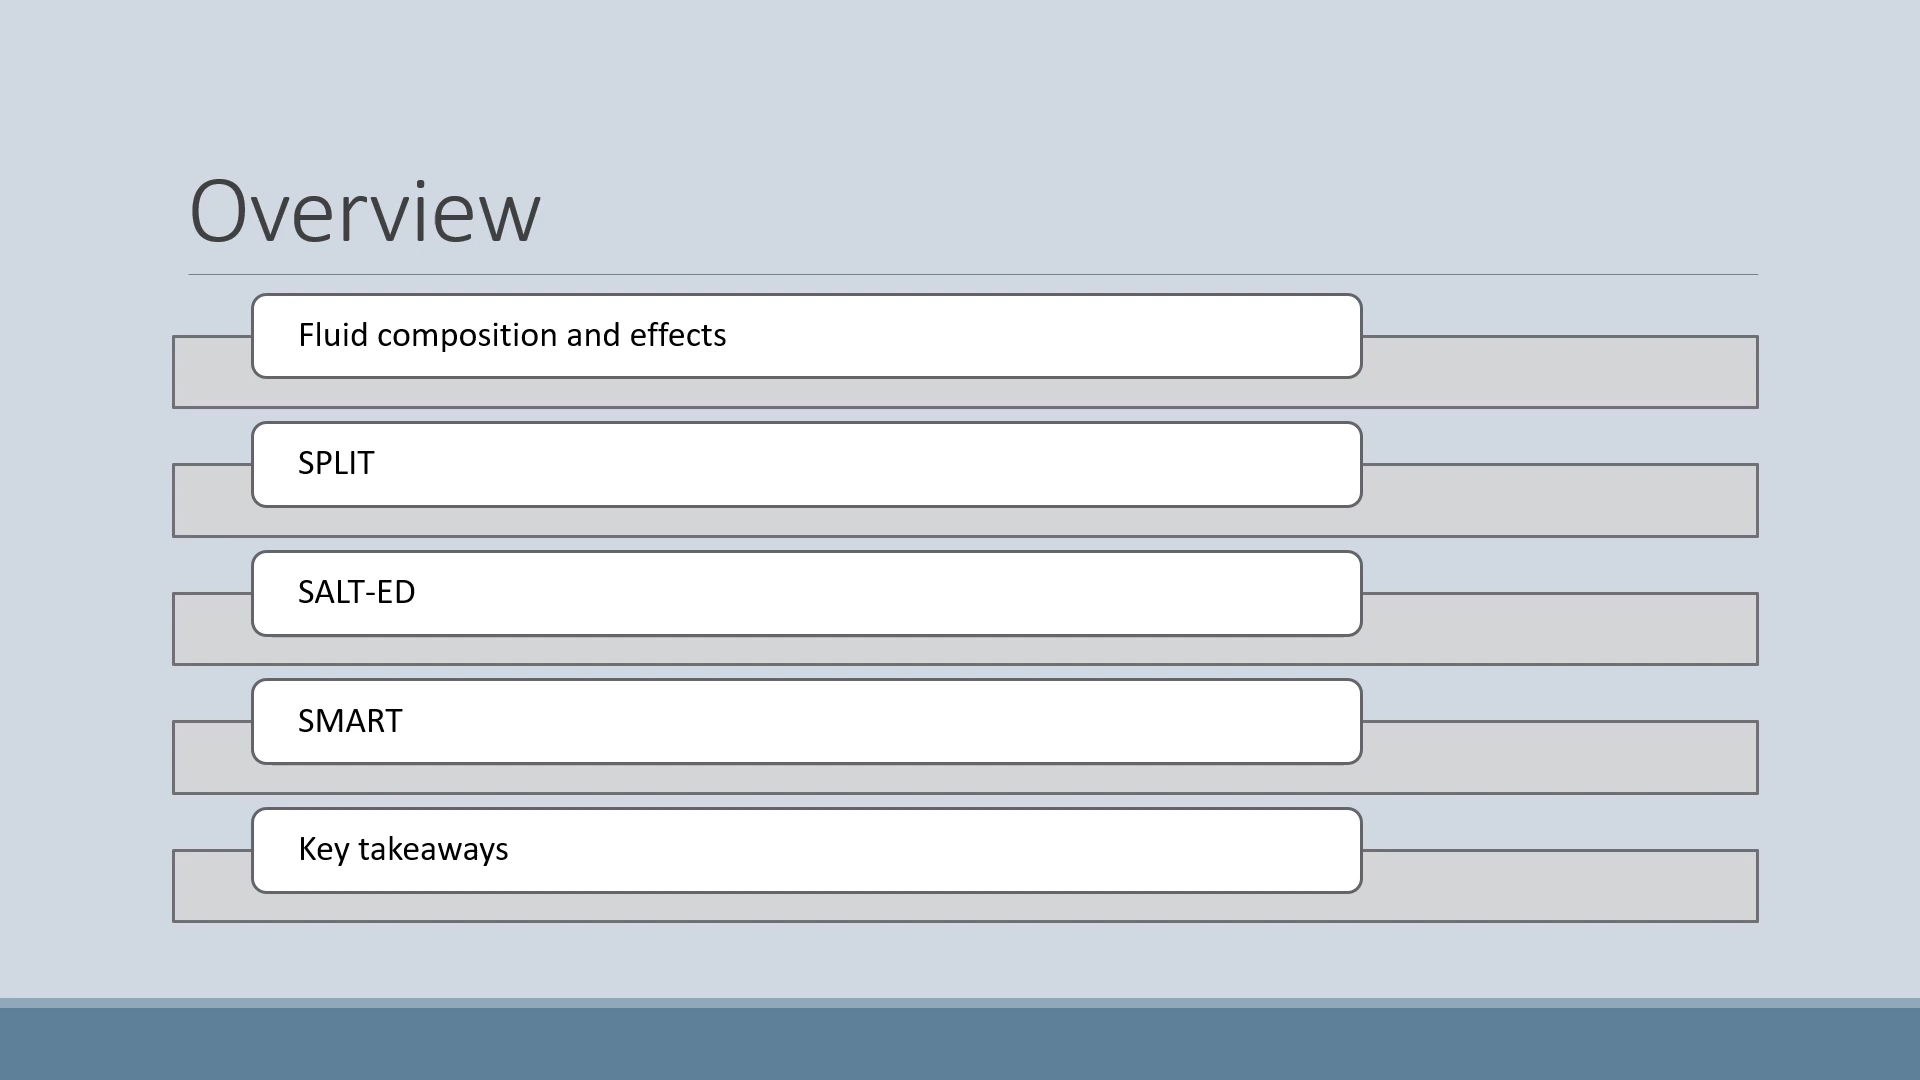 Overview
Fluid composition and effects
SPLIT
SALT-ED
SMART
Key takeaways